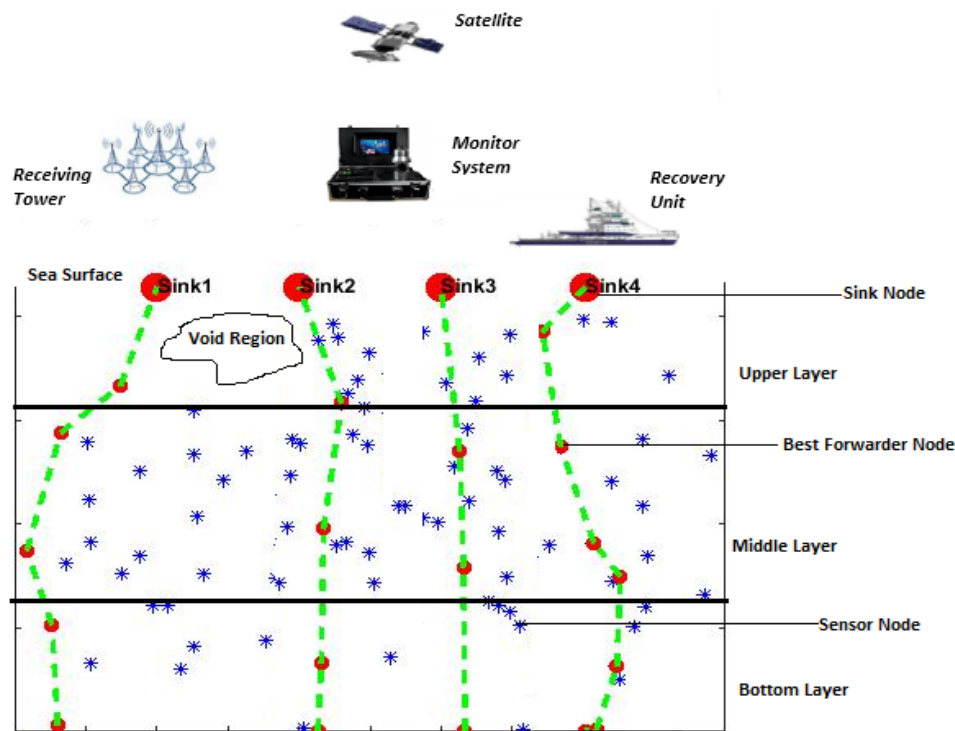 Satellite
Monitor
System
Receiving
Tower
Recovery
Unit
Sea Surface
Sink1
Sink2
Sink3
Sink4
Sink Node
Void Region
Upper Layer
Best Forwarder Node
Middle Layer
Sensor Node
Bottom Layer